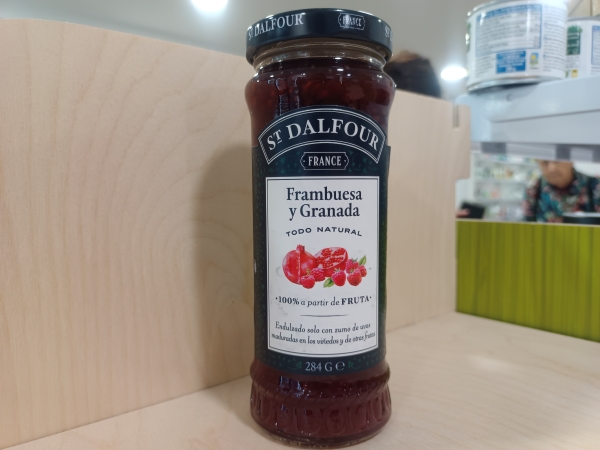 ST DALFOUR
FRANCE
ST DALFOUR
FRANCE
Frambuesa
y Granada
TODO NATURAL
·100% a partir de FRUTA·
Endulzado solo con zumo de uvas
maduradas en los viñedos y de otras frutas
284 G ℮